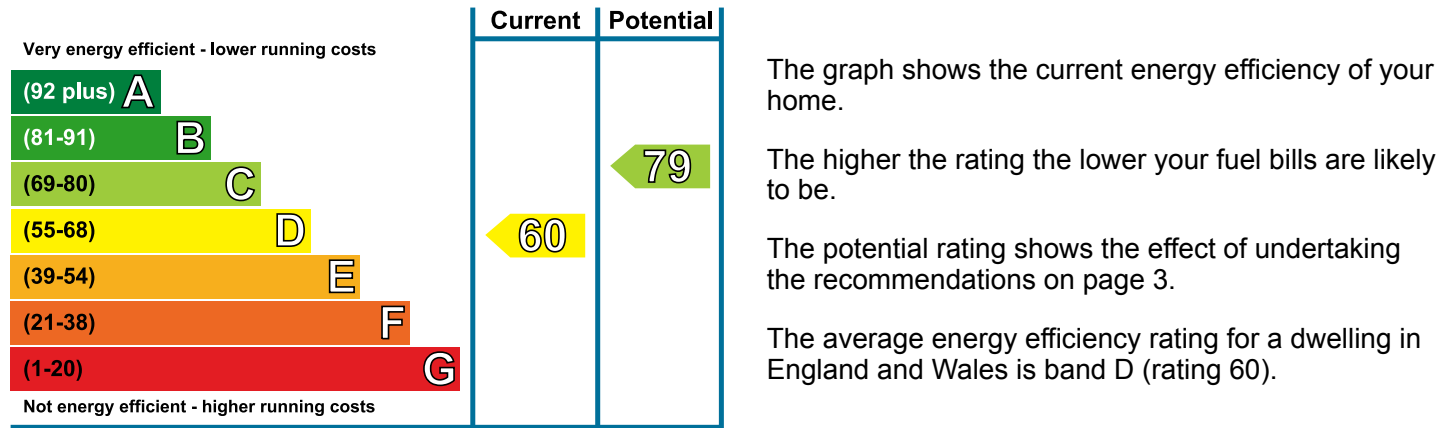 Current Potential
Very energy efficient - lower running costs
(92 plus) A
(81-91) B
(69-80) C
(55-68) D
(39-54) E
(21-38) F
(1-20) G
Not energy efficient - higher running costs
60
79
The graph shows the current energy efficiency of your
home.
The higher the rating the lower your fuel bills are likely
to be.
The potential rating shows the effect of undertaking
the recommendations on page 3.
The average energy efficiency rating for a dwelling in
England and Wales is band D (rating 60).